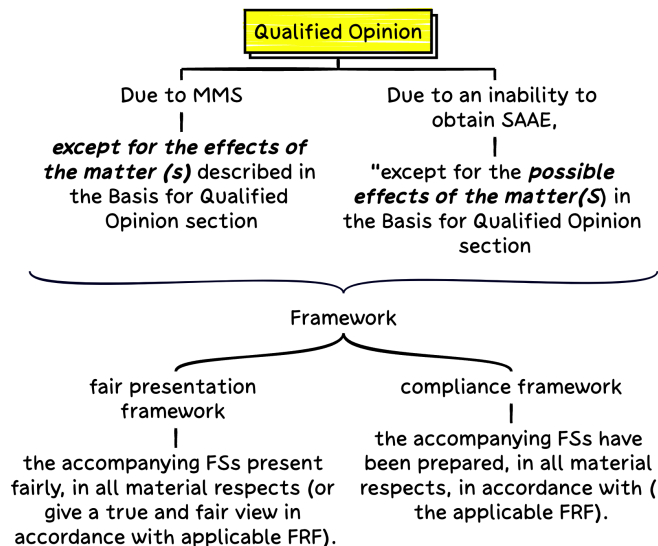 Qualified Opinion
Due to MMS
except for the effects of
the matter (s) described in
the Basis for Qualified
Opinion section
Due to an inability to
obtain SAAE,
"except for the possible
effects of the matter(S) in
the Basis for Qualified Opinion
section
Framework
fair presentation
framework
the accompanying FSs present
fairly, in all material respects (or
give a true and fair view in
accordance with applicable FRF).
compliance framework
the accompanying FSs have
been prepared, in all material
respects, in accordance with (
the applicable FRF).